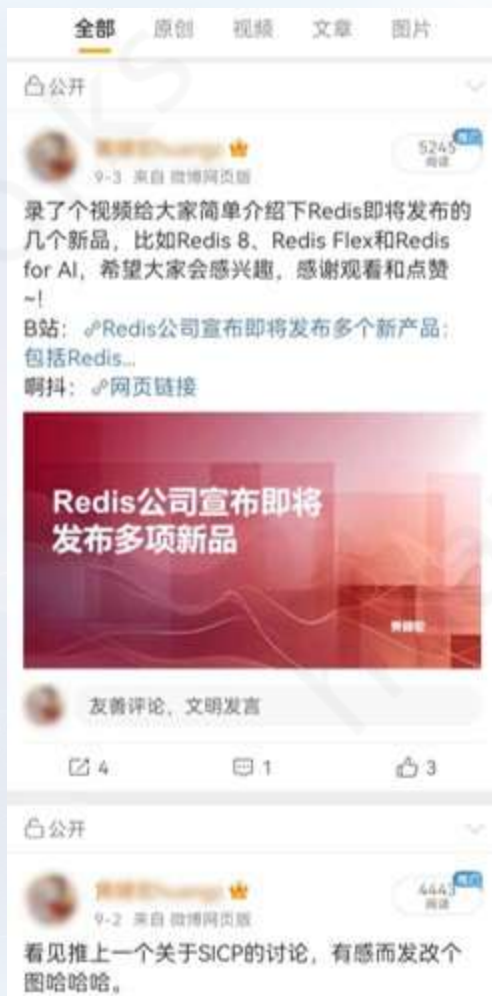 全部 原创 视频 文章 图片
公开
5245
阅读
9-3 来自 微博网页版
录了个视频给大家简单介绍下Redis即将发布的
几个新品，比如Redis 8、Redis Flex和Redis
for AI，希望大家会感兴趣，感谢观看和点赞
~!
B站：Redis公司宣布即将发布多个新产品：
包括Redis...
啊抖：网页链接
Redis公司宣布即将
发布多项新品
友善评论，文明发言
4 1 3
公开
4443
阅读
9-2 来自 微博网页版
看见推上一个关于SICP的讨论，有感而发改个
图哈哈哈。